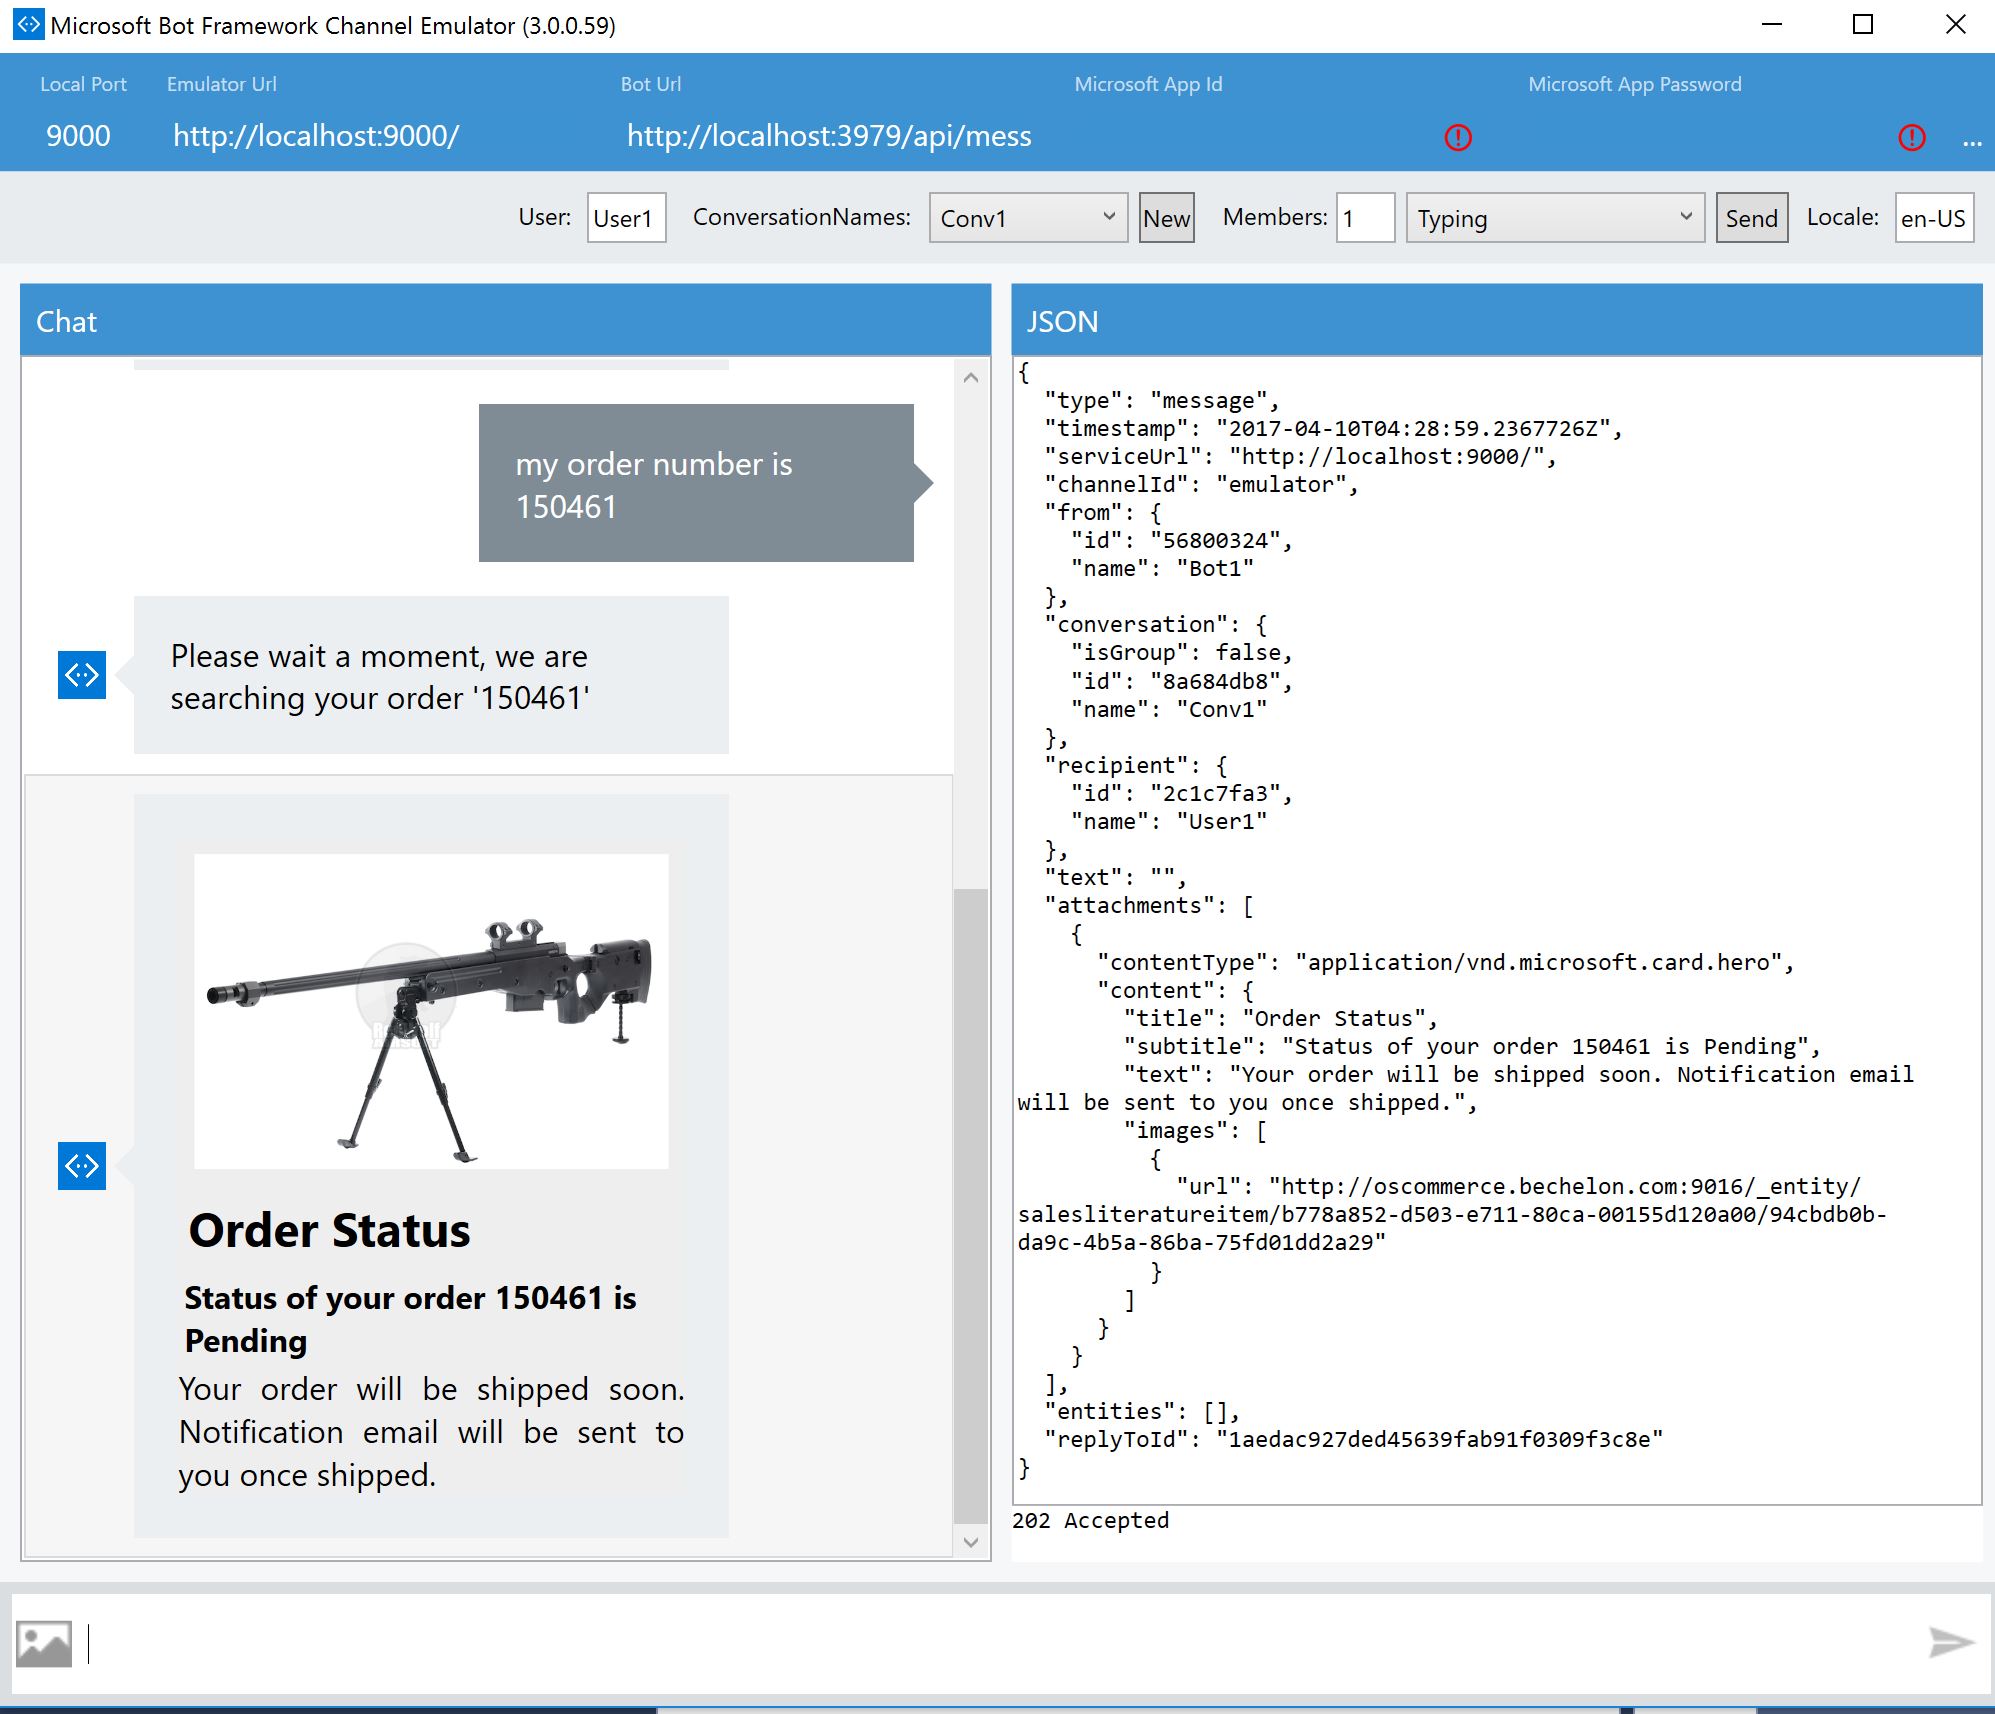 Microsoft Bot Framework Channel Emulator (3.0.0.59)
Local Port
Emulator Url
Bot Url
Microsoft App Id
Microsoft App Password
9000
http://localhost:9000/
http://localhost:3979/api/mess
...
User:
User1
ConversationNames:
Conv1
New
Members:
1
Typing
Send
Locale:
en-US
Chat
my order number is
150461
Please wait a moment, we are
searching your order '150461'
Order Status
Status of your order 150461 is
Pending
Your order will be shipped soon.
Notification email will be sent to
you once shipped.
JSON
{
"type": "message",
"timestamp": "2017-04-10T04:28:59.2367726Z",
"serviceUrl": "http://localhost:9000/",
"channelId": "emulator",
"from": {
"id": "56800324",
"name": "Bot1"
},
"conversation": {
"isGroup": false,
"id": "8a684db8",
"name": "Conv1"
},
"recipient": {
"id": "2c1c7fa3",
"name": "User1"
},
"text": "",
"attachments": [
{
"contentType": "application/vnd.microsoft.card.hero",
"content": {
"title": "Order Status",
"subtitle": "Status of your order 150461 is Pending",
"text": "Your order will be shipped soon. Notification email
will be sent to you once shipped.",
"images": [
{
"url": "http://oscommerce.bechelon.com:9016/_entity/
salesliteratureitem/b778a852-d503-e711-80ca-00155d120a00/94cbdb0b-
da9c-4b5a-86ba-75fd01dd2a29"
}
]
}
}
],
"entities": [],
"replyToId": "1aedac927ded45639fab91f0309f3c8e"
}
202 Accepted